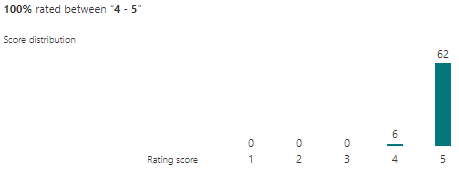 100% rated between "4 - 5"
Score distribution
62
6
0 0 0
Rating score 1 2 3 4 5